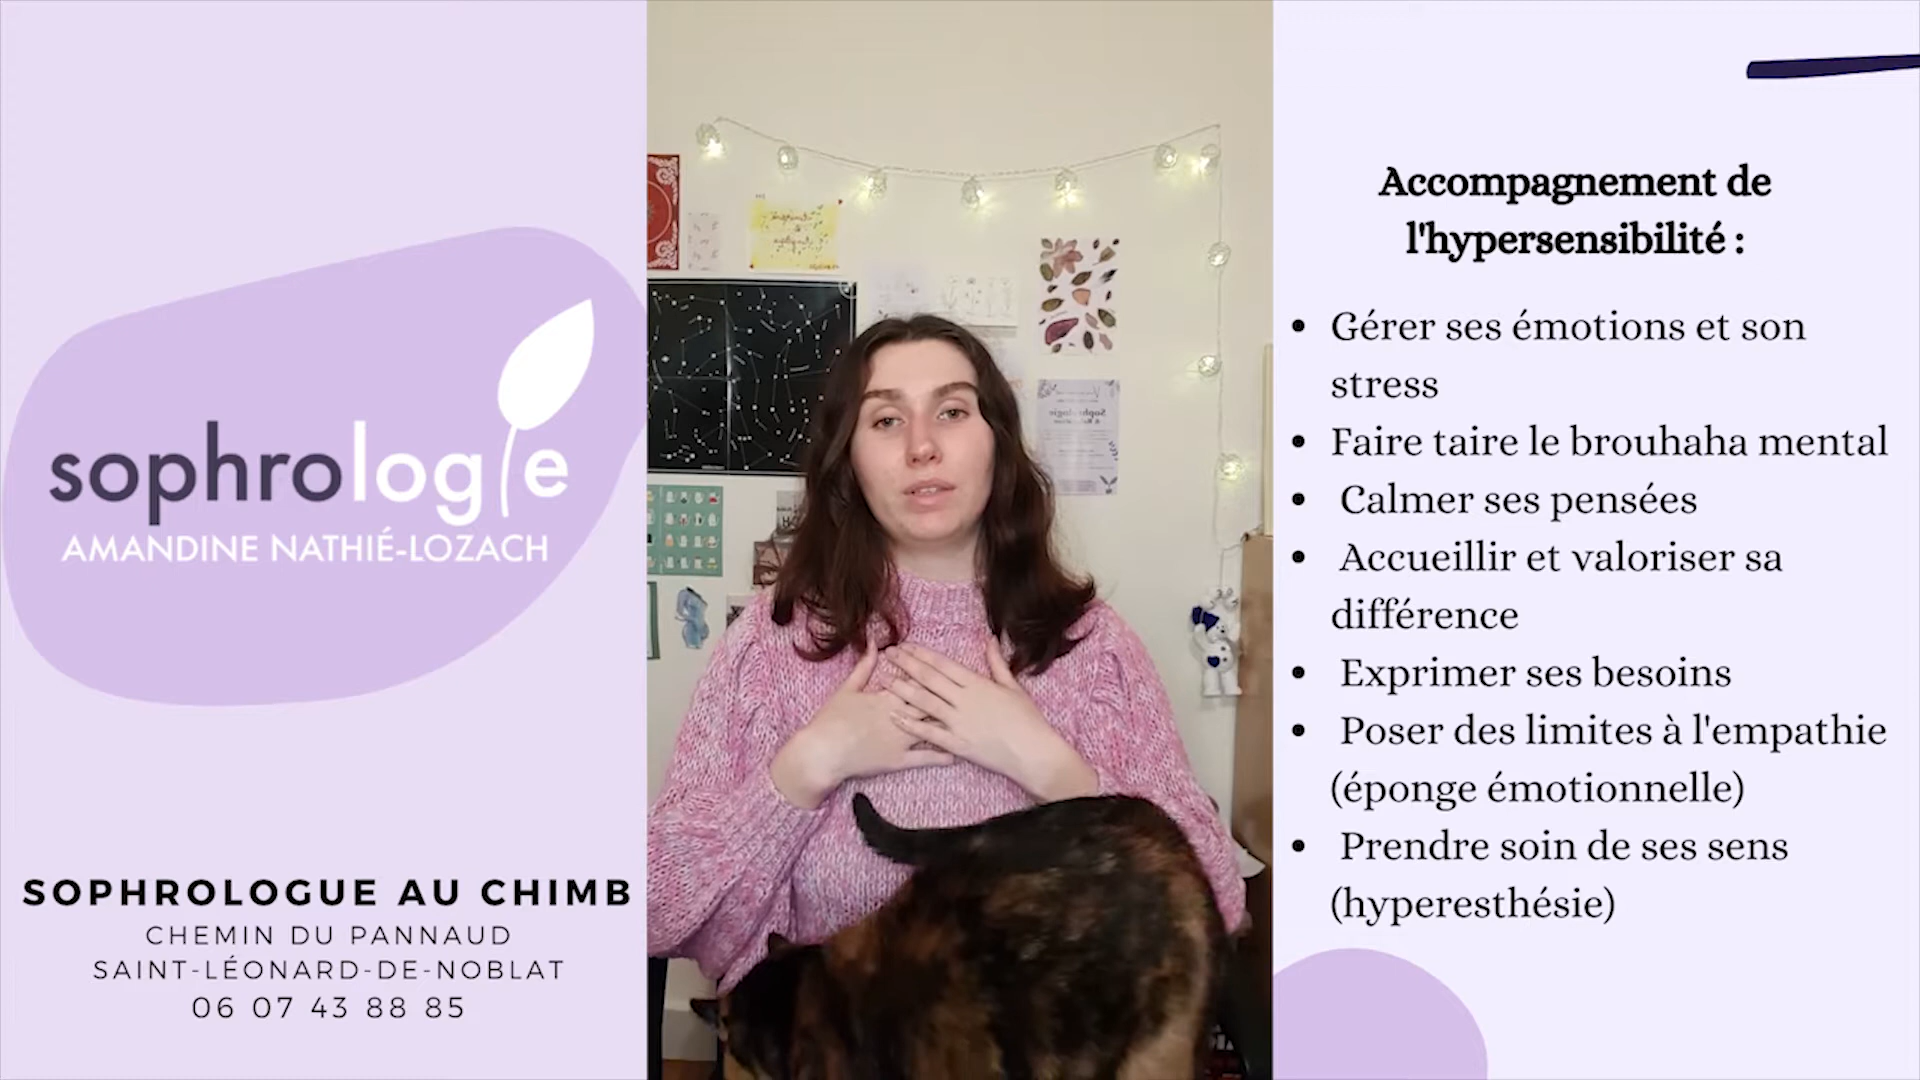 sophrologie
AMANDINE NATHIÉ-LOZACH
SOPHROLOGUE AU CHIMB
CHEMIN DU PANNAUD
SAINT-LÉONARD-DE-NOBLAT
06 07 43 88 85
Accompagnement de
l'hypersensibilité :
• Gérer ses émotions et son
stress
• Faire taire le brouhaha mental
• Calmer ses pensées
• Accueillir et valoriser sa
différence
• Exprimer ses besoins
• Poser des limites à l'empathie
(éponge émotionnelle)
• Prendre soin de ses sens
(hyperesthésie)